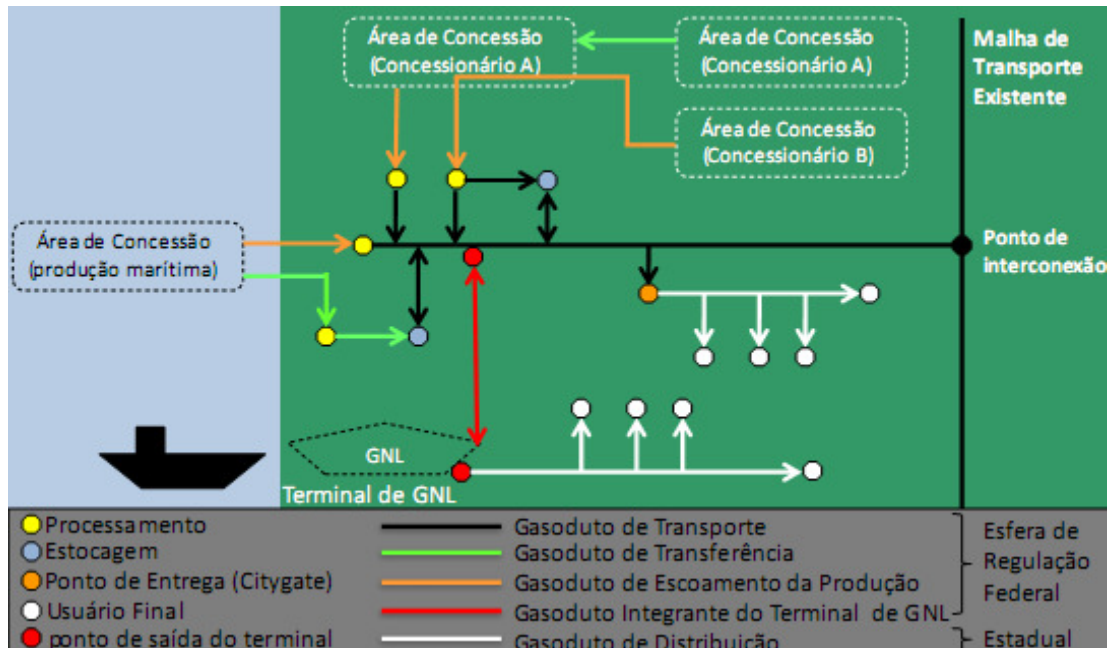 Área de Concessão
(Concessionário A)
Área de Concessão
(Concessionário A)
Malha de
Transporte
Existente
Área de Concessão
(Concessionário B)
Área de Concessão
(produção marítima)
Ponto de
interconexão
GNL
Terminal de GNL
Processamento
Estocagem
Ponto de Entrega (Citygate)
Usuário Final
ponto de saída do terminal
Gasoduto de Transporte
Gasoduto de Transferência
Gasoduto de Escoamento da Produção
Gasoduto Integrante do Terminal de GNL
Gasoduto de Distribuição
Esfera de
Regulação
Federal
Estadual